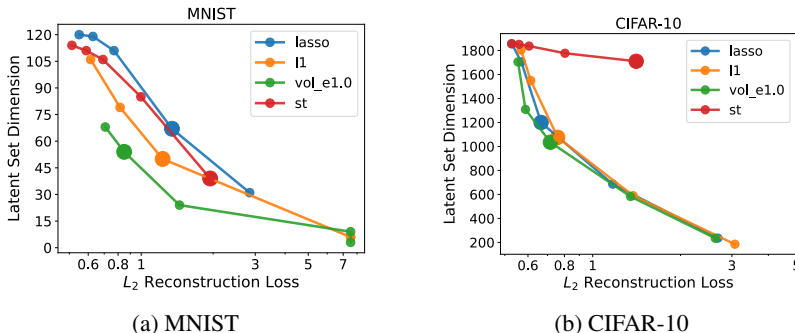 MNIST
Latent Set Dimension
120
105
90
75
60
45
30
15
0
lasso
l1
vol_e1.0
st
0.6 0.8 1 3 5 7
L2 Reconstruction Loss
(a) MNIST
CIFAR-10
Latent Set Dimension
1800
1600
1400
1200
1000
800
600
400
200
lasso
l1
vol_e1.0
st
0.6 0.8 1 3 5
L2 Reconstruction Loss
(b) CIFAR-10